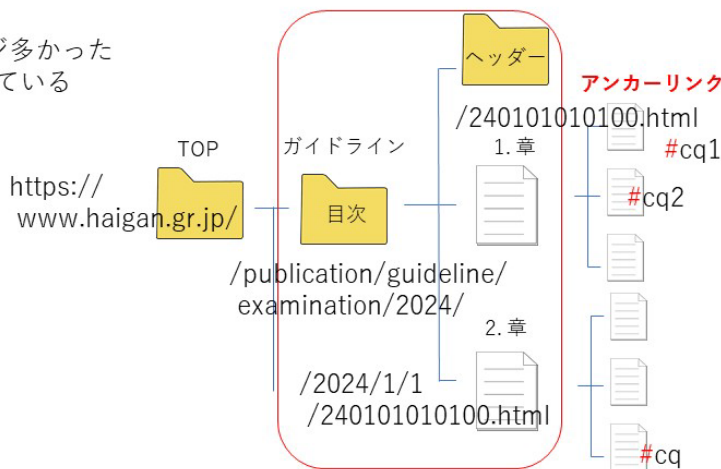 ジ多かった
ている
ヘッダー
アンカーリンク
/240101010100.html
TOP
ガイドライン
1. 章
#cq1
https://
www.haigan.gr.jp/
目次
#cq2
/publication/guideline/
examination/2024/
2. 章
/2024/1/1
/240101010100.html
#cq